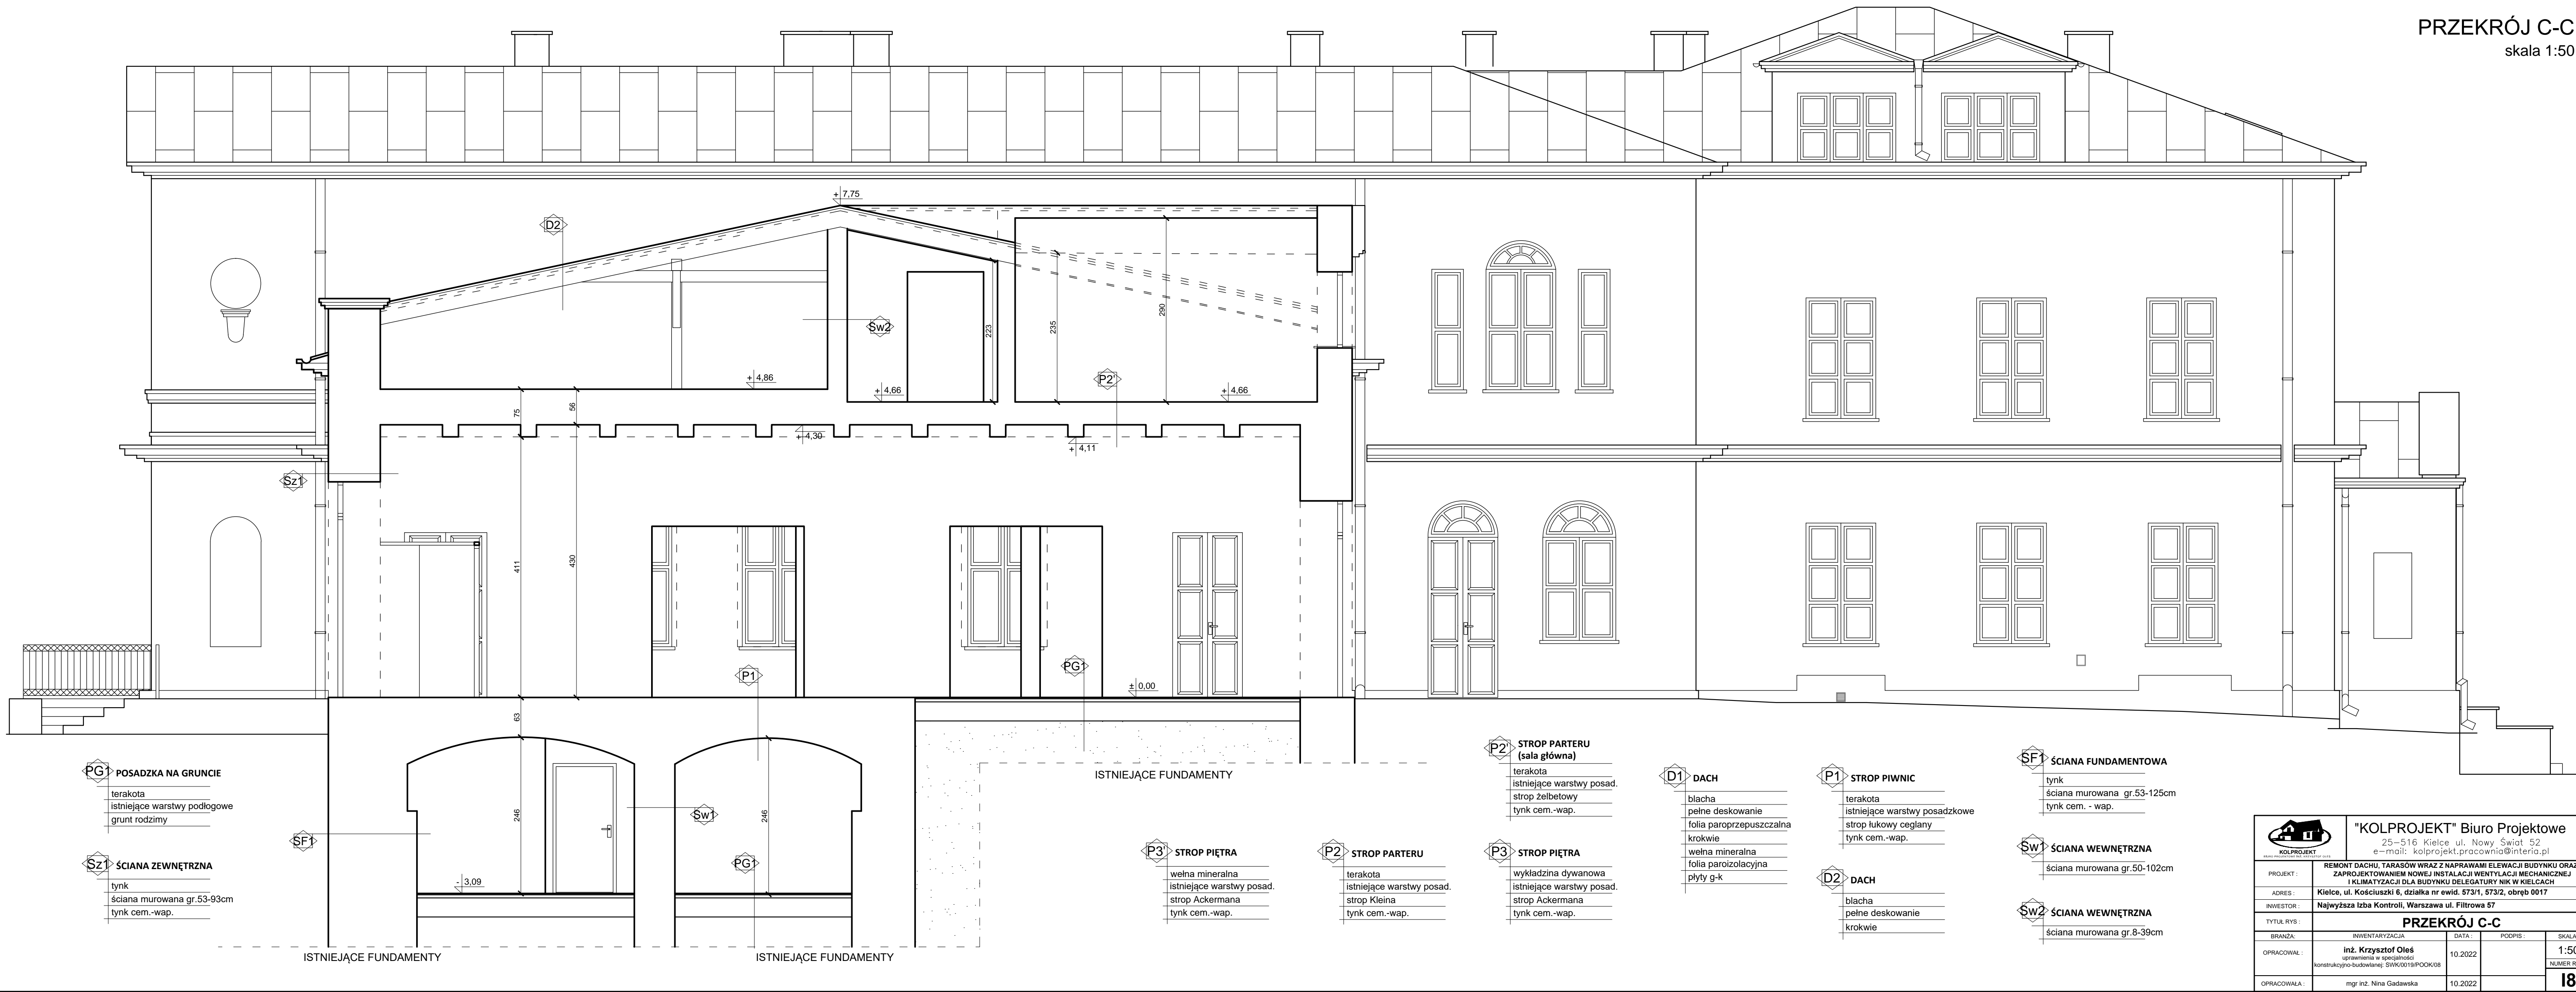 PRZEKRÓJ C-C
skala 1:50
+ 7,75
D2
Sw2
223
235
290
+ 4,86
+ 4,66
P2'
+ 4,66
75
56
+ 4,30
+ 4,11
Sz1
411
430
P1
PG1
± 0,00
63
246
246
SF1
Sw1
PG1
- 3,09
ISTNIEJĄCE FUNDAMENTY
ISTNIEJĄCE FUNDAMENTY
ISTNIEJĄCE FUNDAMENTY
PG1 POSADZKA NA GRUNCIE
terakota
istniejące warstwy podłogowe
grunt rodzimy
Sz1 ŚCIANA ZEWNĘTRZNA
tynk
ściana murowana gr.53-93cm
tynk cem.-wap.
P3' STROP PIĘTRA
wełna mineralna
istniejące warstwy posad.
strop Ackermana
tynk cem.-wap.
P2 STROP PARTERU
terakota
istniejące warstwy posad.
strop Kleina
tynk cem.-wap.
P2' STROP PARTERU
(sala główna)
terakota
istniejące warstwy posad.
strop żelbetowy
tynk cem.-wap.
P3 STROP PIĘTRA
wykładzina dywanowa
istniejące warstwy posad.
strop Ackermana
tynk cem.-wap.
D1 DACH
blacha
pełne deskowanie
folia paroprzepuszczalna
krokwie
wełna mineralna
folia paroizolacyjna
płyty g-k
P1 STROP PIWNIC
terakota
istniejące warstwy posadzkowe
strop łukowy ceglany
tynk cem.-wap.
D2 DACH
blacha
pełne deskowanie
krokwie
SF1 ŚCIANA FUNDAMENTOWA
tynk
ściana murowana gr.53-125cm
tynk cem. - wap.
Sw1 ŚCIANA WEWNĘTRZNA
ściana murowana gr.50-102cm
Sw2 ŚCIANA WEWNĘTRZNA
ściana murowana gr.8-39cm
KOLPROJEKT
"KOLPROJEKT" Biuro Projektowe
25-516 Kielce ul. Nowy Świat 52
e-mail: kolprojekt.pracownia@interia.pl
PROJEKT :
REMONT DACHU, TARASÓW WRAZ Z NAPRAWAMI ELEWACJI BUDYNKU ORAZ
ZAPROJEKTOWANIEM NOWEJ INSTALACJI WENTYLACJI MECHANICZNEJ
I KLIMATYZACJI DLA BUDYNKU DELEGATURY NIK W KIELCACH
ADRES : Kielce, ul. Kościuszki 6, działka nr ewid. 573/1, 573/2, obręb 0017
INWESTOR : Najwyższa Izba Kontroli, Warszawa ul. Filtrowa 57
TYTUŁ RYS : PRZEKRÓJ C-C
BRANŻA: INWENTARYZACJA DATA : PODPIS : SKALA
OPRACOWAŁ : inż. Krzysztof Oleś 10.2022 1:50
uprawnienia w specjalności
konstrukcyjno-budowlanej: SWK/0019/POOK/08
NUMER R
OPRACOWAŁA : mgr inż. Nina Gadawska 10.2022 I8